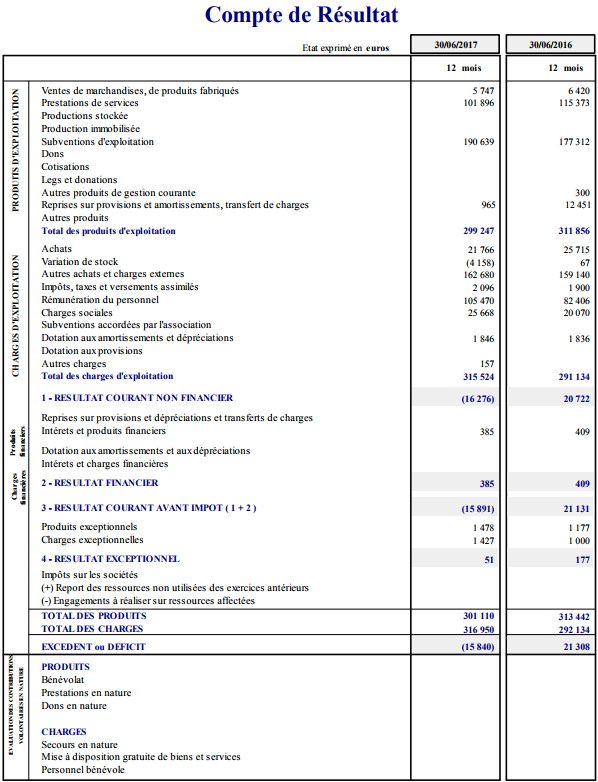 Compte de Résultat
Etat exprimé en euros 30/06/2017 30/06/2016
12 mois 12 mois
PRODUITS D'EXPLOITATION
Ventes de marchandises, de produits fabriqués 5 747 6 420
Prestations de services 101 896 115 373
Productions stockée
Production immobilisée
Subventions d'exploitation 190 639 177 312
Dons
Cotisations
Legs et donations
Autres produits de gestion courante 300
Reprises sur provisions et amortissements, transfert de charges 965 12 451
Autres produits
Total des produits d'exploitation 299 247 311 856
CHARGES D'EXPLOITATION
Achats 21 766 25 715
Variation de stock (4 158) 67
Autres achats et charges externes 162 680 159 140
Impôts, taxes et versements assimilés 2 096 1 900
Rémunération du personnel 105 470 82 406
Charges sociales 25 668 20 070
Subventions accordées par l'association
Dotation aux amortissements et dépréciations 1 846 1 836
Dotation aux provisions
Autres charges 157
Total des charges d'exploitation 315 524 291 134
1 - RESULTAT COURANT NON FINANCIER (16 276) 20 722
Produits
financiers
Reprises sur provisions et dépréciations et transferts de charges
Intérets et produits financiers 385 409
Charges
financières
Dotation aux amortissements et aux dépréciations
Intérets et charges financières
2 - RESULTAT FINANCIER 385 409
3 - RESULTAT COURANT AVANT IMPOT ( 1 + 2 ) (15 891) 21 131
Produits exceptionnels 1 478 1 177
Charges exceptionnelles 1 427 1 000
4 - RESULTAT EXCEPTIONNEL 51 177
Impôts sur les sociétés
(+) Report des ressources non utilisées des exercices antérieurs
(-) Engagements à réaliser sur ressources affectées
TOTAL DES PRODUITS 301 110 313 442
TOTAL DES CHARGES 316 950 292 134
EXCEDENT ou DEFICIT (15 840) 21 308
EVALUATION DES CONTRIBUTIONS
VOLONTAIRES EN NATURE
PRODUITS
Bénévolat
Prestations en nature
Dons en nature
CHARGES
Secours en nature
Mise à disposition gratuite de biens et services
Personnel bénévole